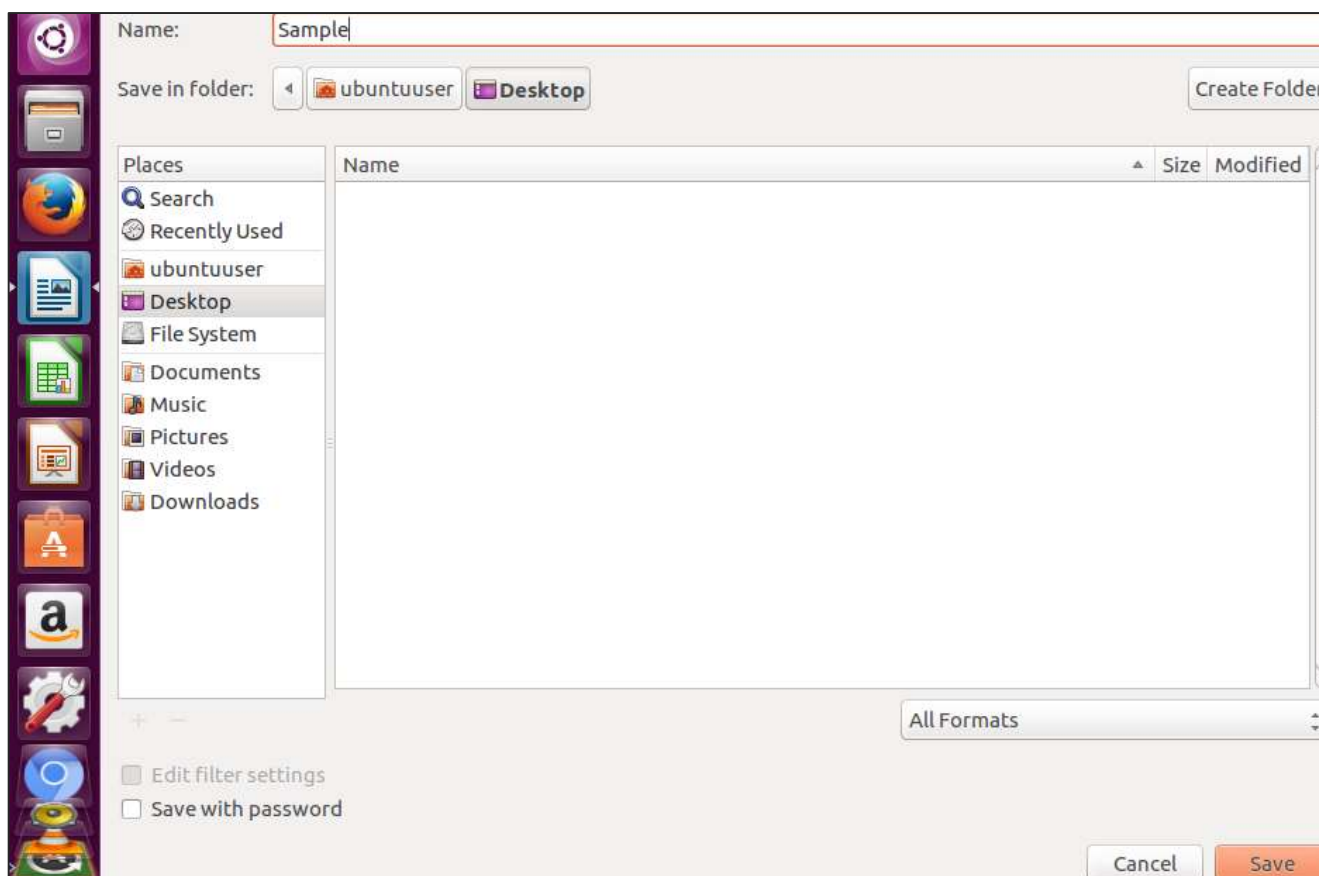 Name: Sample
Save in folder: ubuntuuser Desktop Create Folder
Places Name Size Modified
Search
Recently Used
ubuntuuser
Desktop
File System
Documents
Music
Pictures
Videos
Downloads
+ −
All Formats
Edit filter settings
Save with password
Cancel Save